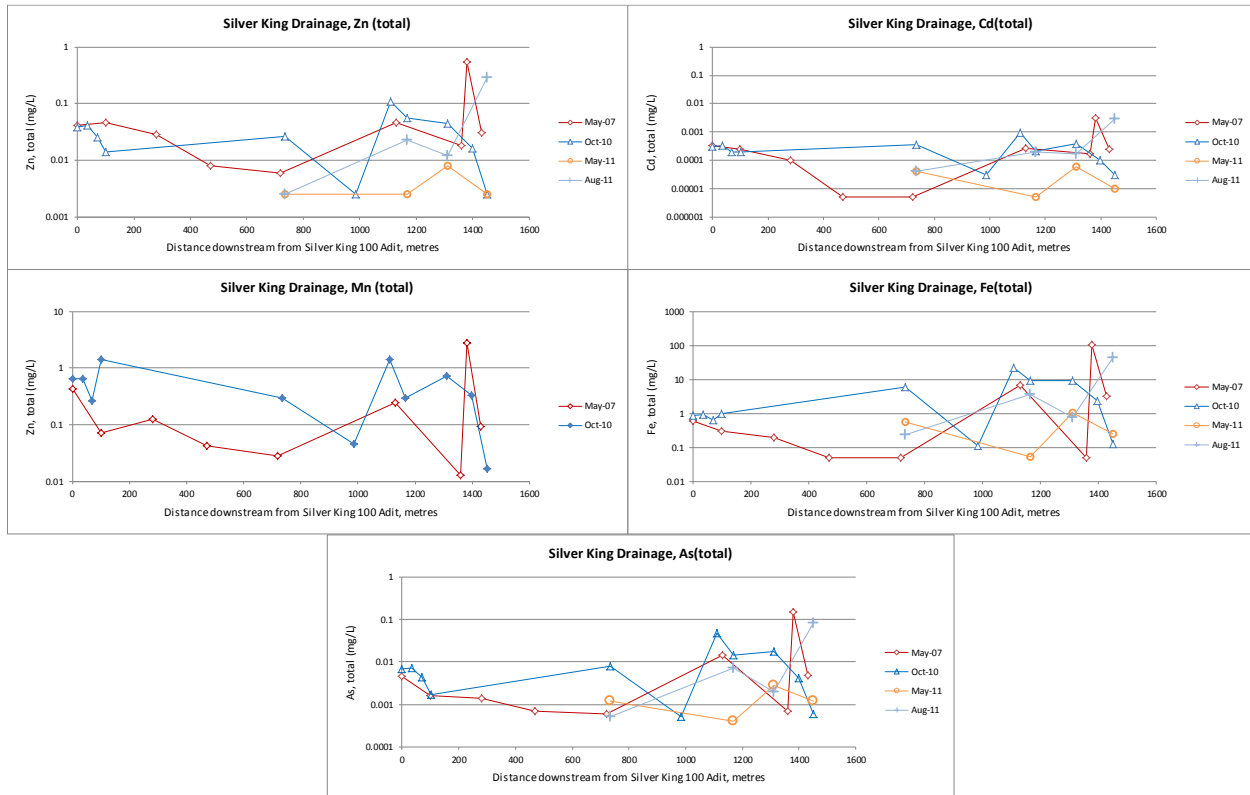 Silver King Drainage, Zn (total)
Zn, total (mg/L)
1
0.1
0.01
0.001
0 200 400 600 800 1000 1200 1400 1600
Distance downstream from Silver King 100 Adit, metres
May-07
Oct-10
May-11
Aug-11
Silver King Drainage, Cd(total)
Cd, total (mg/L)
1
0.1
0.01
0.001
0.0001
0.00001
0.000001
0 200 400 600 800 1000 1200 1400 1600
Distance downstream from Silver King 100 Adit, metres
May-07
Oct-10
May-11
Aug-11
Silver King Drainage, Mn (total)
Zn, total (mg/L)
10
1
0.1
0.01
0 200 400 600 800 1000 1200 1400 1600
Distance downstream from Silver King 100 Adit, metres
May-07
Oct-10
Silver King Drainage, Fe(total)
Fe, total (mg/L)
1000
100
10
1
0.1
0.01
0 200 400 600 800 1000 1200 1400 1600
Distance downstream from Silver King 100 Adit, metres
May-07
Oct-10
May-11
Aug-11
Silver King Drainage, As(total)
As, total (mg/L)
1
0.1
0.01
0.001
0.0001
0 200 400 600 800 1000 1200 1400 1600
Distance downstream from Silver King 100 Adit, metres
May-07
Oct-10
May-11
Aug-11